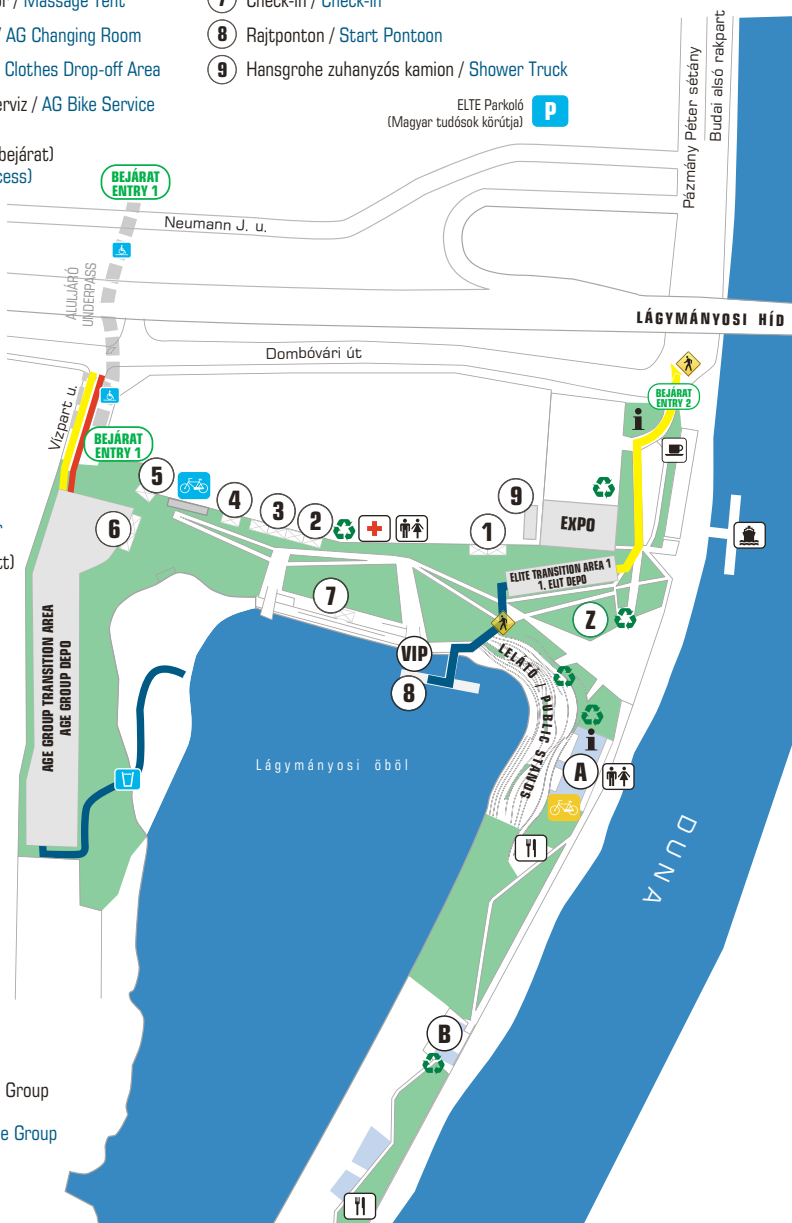 / Massage Tent
7 Check-in / Check-in
/ AG Changing Room
8 Rajtponton / Start Pontoon
Clothes Drop-off Area
9 Hansgrohe zuhanyzós kamion / Shower Truck
/ AG Bike Service
ELTE Parkoló
(Magyar tudósok körútja)
P
bejárat)
Pázmány Péter sétány
Budai alsó rakpart
BEJÁRAT
ENTRY 1
Neumann J. u.
ALULJÁRÓ
UNDERPASS
LÁGYMÁNYOSI HÍD
Dombóvári út
BEJÁRAT
ENTRY 2
Vízpart u.
BEJÁRAT
ENTRY 1
i
5
4
3
2
1
9
EXPO
6
ELITE TRANSITION AREA 1
1. ELIT DEPO
7
Z
VIP
8
LELÁTÓ / PUBLIC STANDS
AGE GROUP TRANSITION AREA
AGE GROUP DEPO
i
A
Lágymányosi öböl
DUNA
B
Group
Group